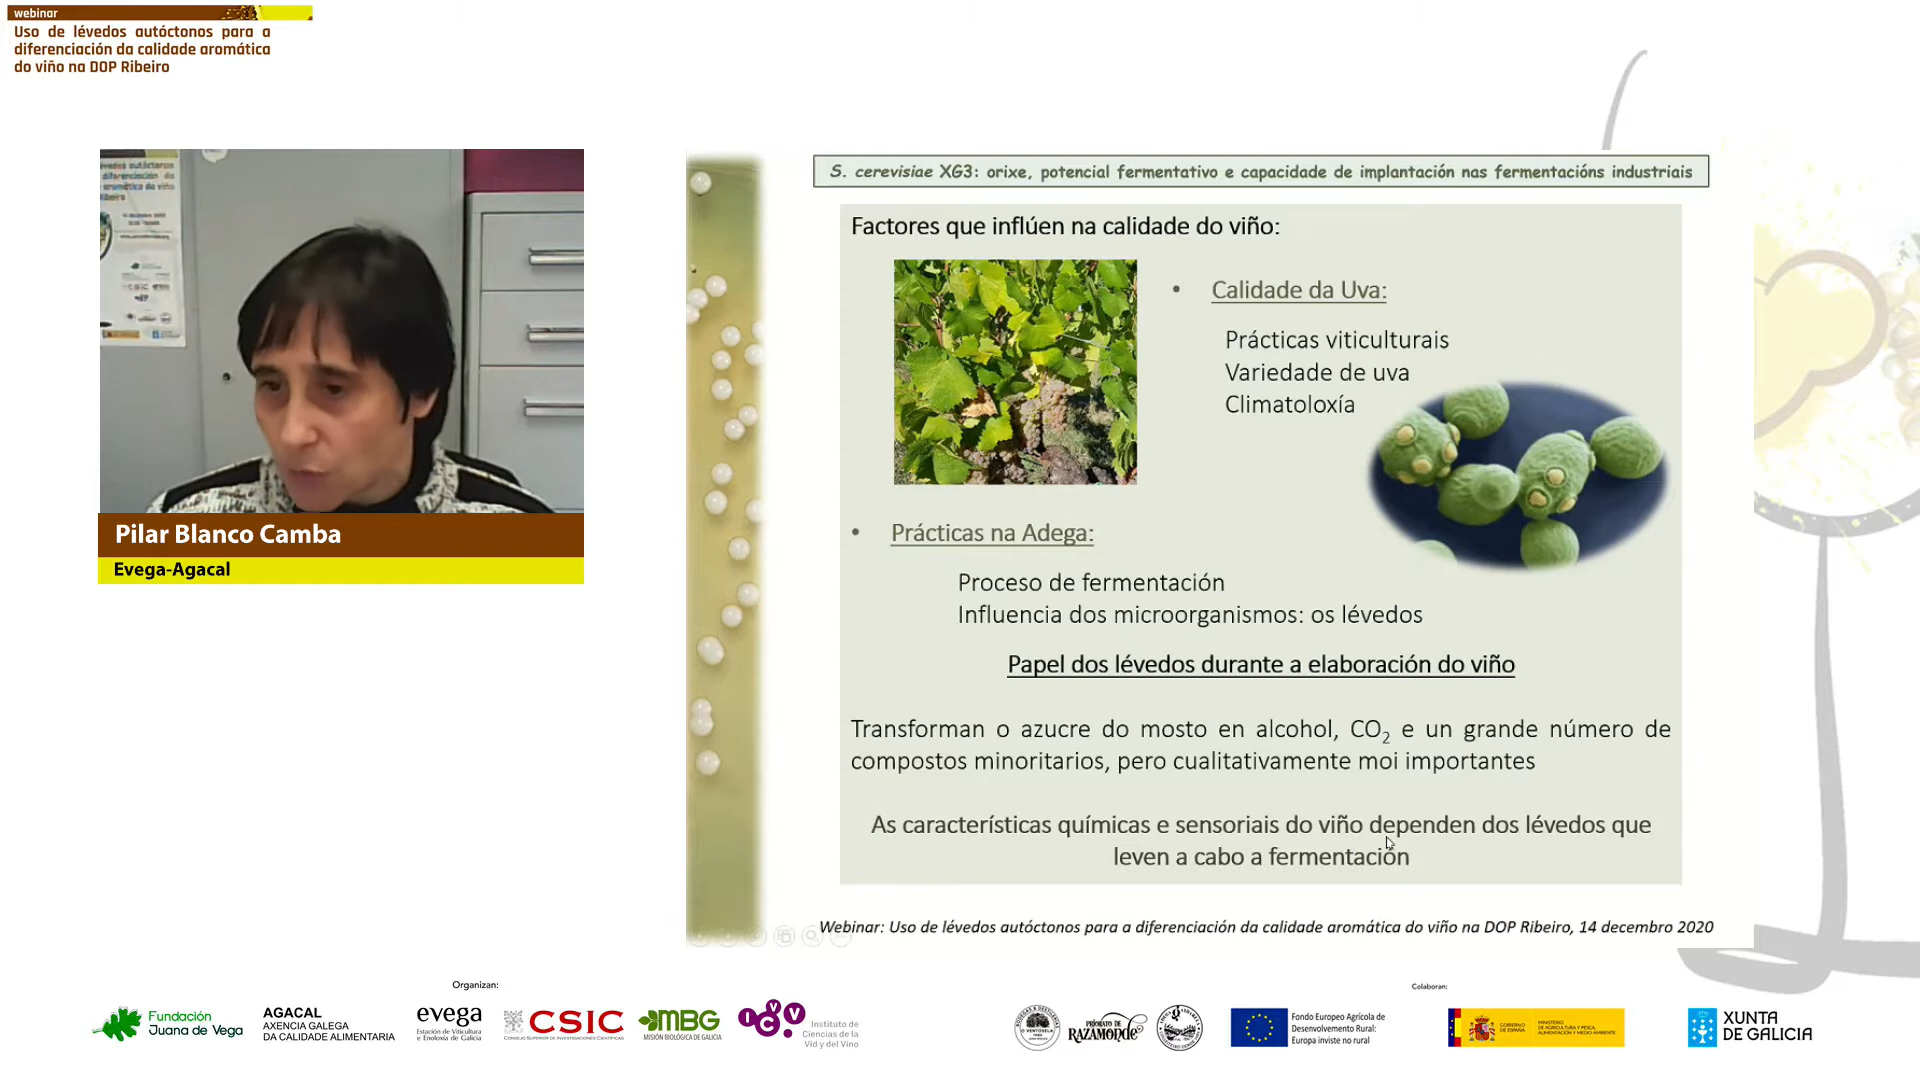 webinar
Uso de lévedos autóctonos para a
diferenciación da calidade aromática
do viño na DOP Ribeiro
Pilar Blanco Camba
Evega-Agacal
S. cerevisiae XG3: orixe, potencial fermentativo e capacidade de implantación nas fermentacións industriais
Factores que inflúen na calidade do viño:
• Calidade da Uva:
Prácticas viticulturais
Variedade de uva
Climatoloxía
• Prácticas na Adega:
Proceso de fermentación
Influencia dos microorganismos: os lévedos
Papel dos lévedos durante a elaboración do viño
Transforman o azucre do mosto en alcohol, CO₂ e un grande número de
compostos minoritarios, pero cualitativamente moi importantes
As características químicas e sensoriais do viño dependen dos lévedos que
leven a cabo a fermentación
Webinar: Uso de lévedos autóctonos para a diferenciación da calidade aromática do viño na DOP Ribeiro, 14 decembro 2020
Organizan:
Fundación
Juana de Vega
AGACAL
AXENCIA GALEGA
DA CALIDADE ALIMENTARIA
evega
Estación de Viticultura
e Enoloxía de Galicia
CSIC
CONSEJO SUPERIOR DE INVESTIGACIONES CIENTÍFICAS
MBG
MISIÓN BIOLÓGICA DE GALICIA
ICVV
Instituto de
Ciencias de la
Vid y del Vino
Colaboran:
PRIORATO DE
RAZAMONDE
Fondo Europeo Agrícola de
Desenvolvemento Rural:
Europa inviste no rural
GOBIERNO
DE ESPAÑA
MINISTERIO
DE AGRICULTURA Y PESCA,
ALIMENTACIÓN Y MEDIO AMBIENTE
XUNTA
DE GALICIA